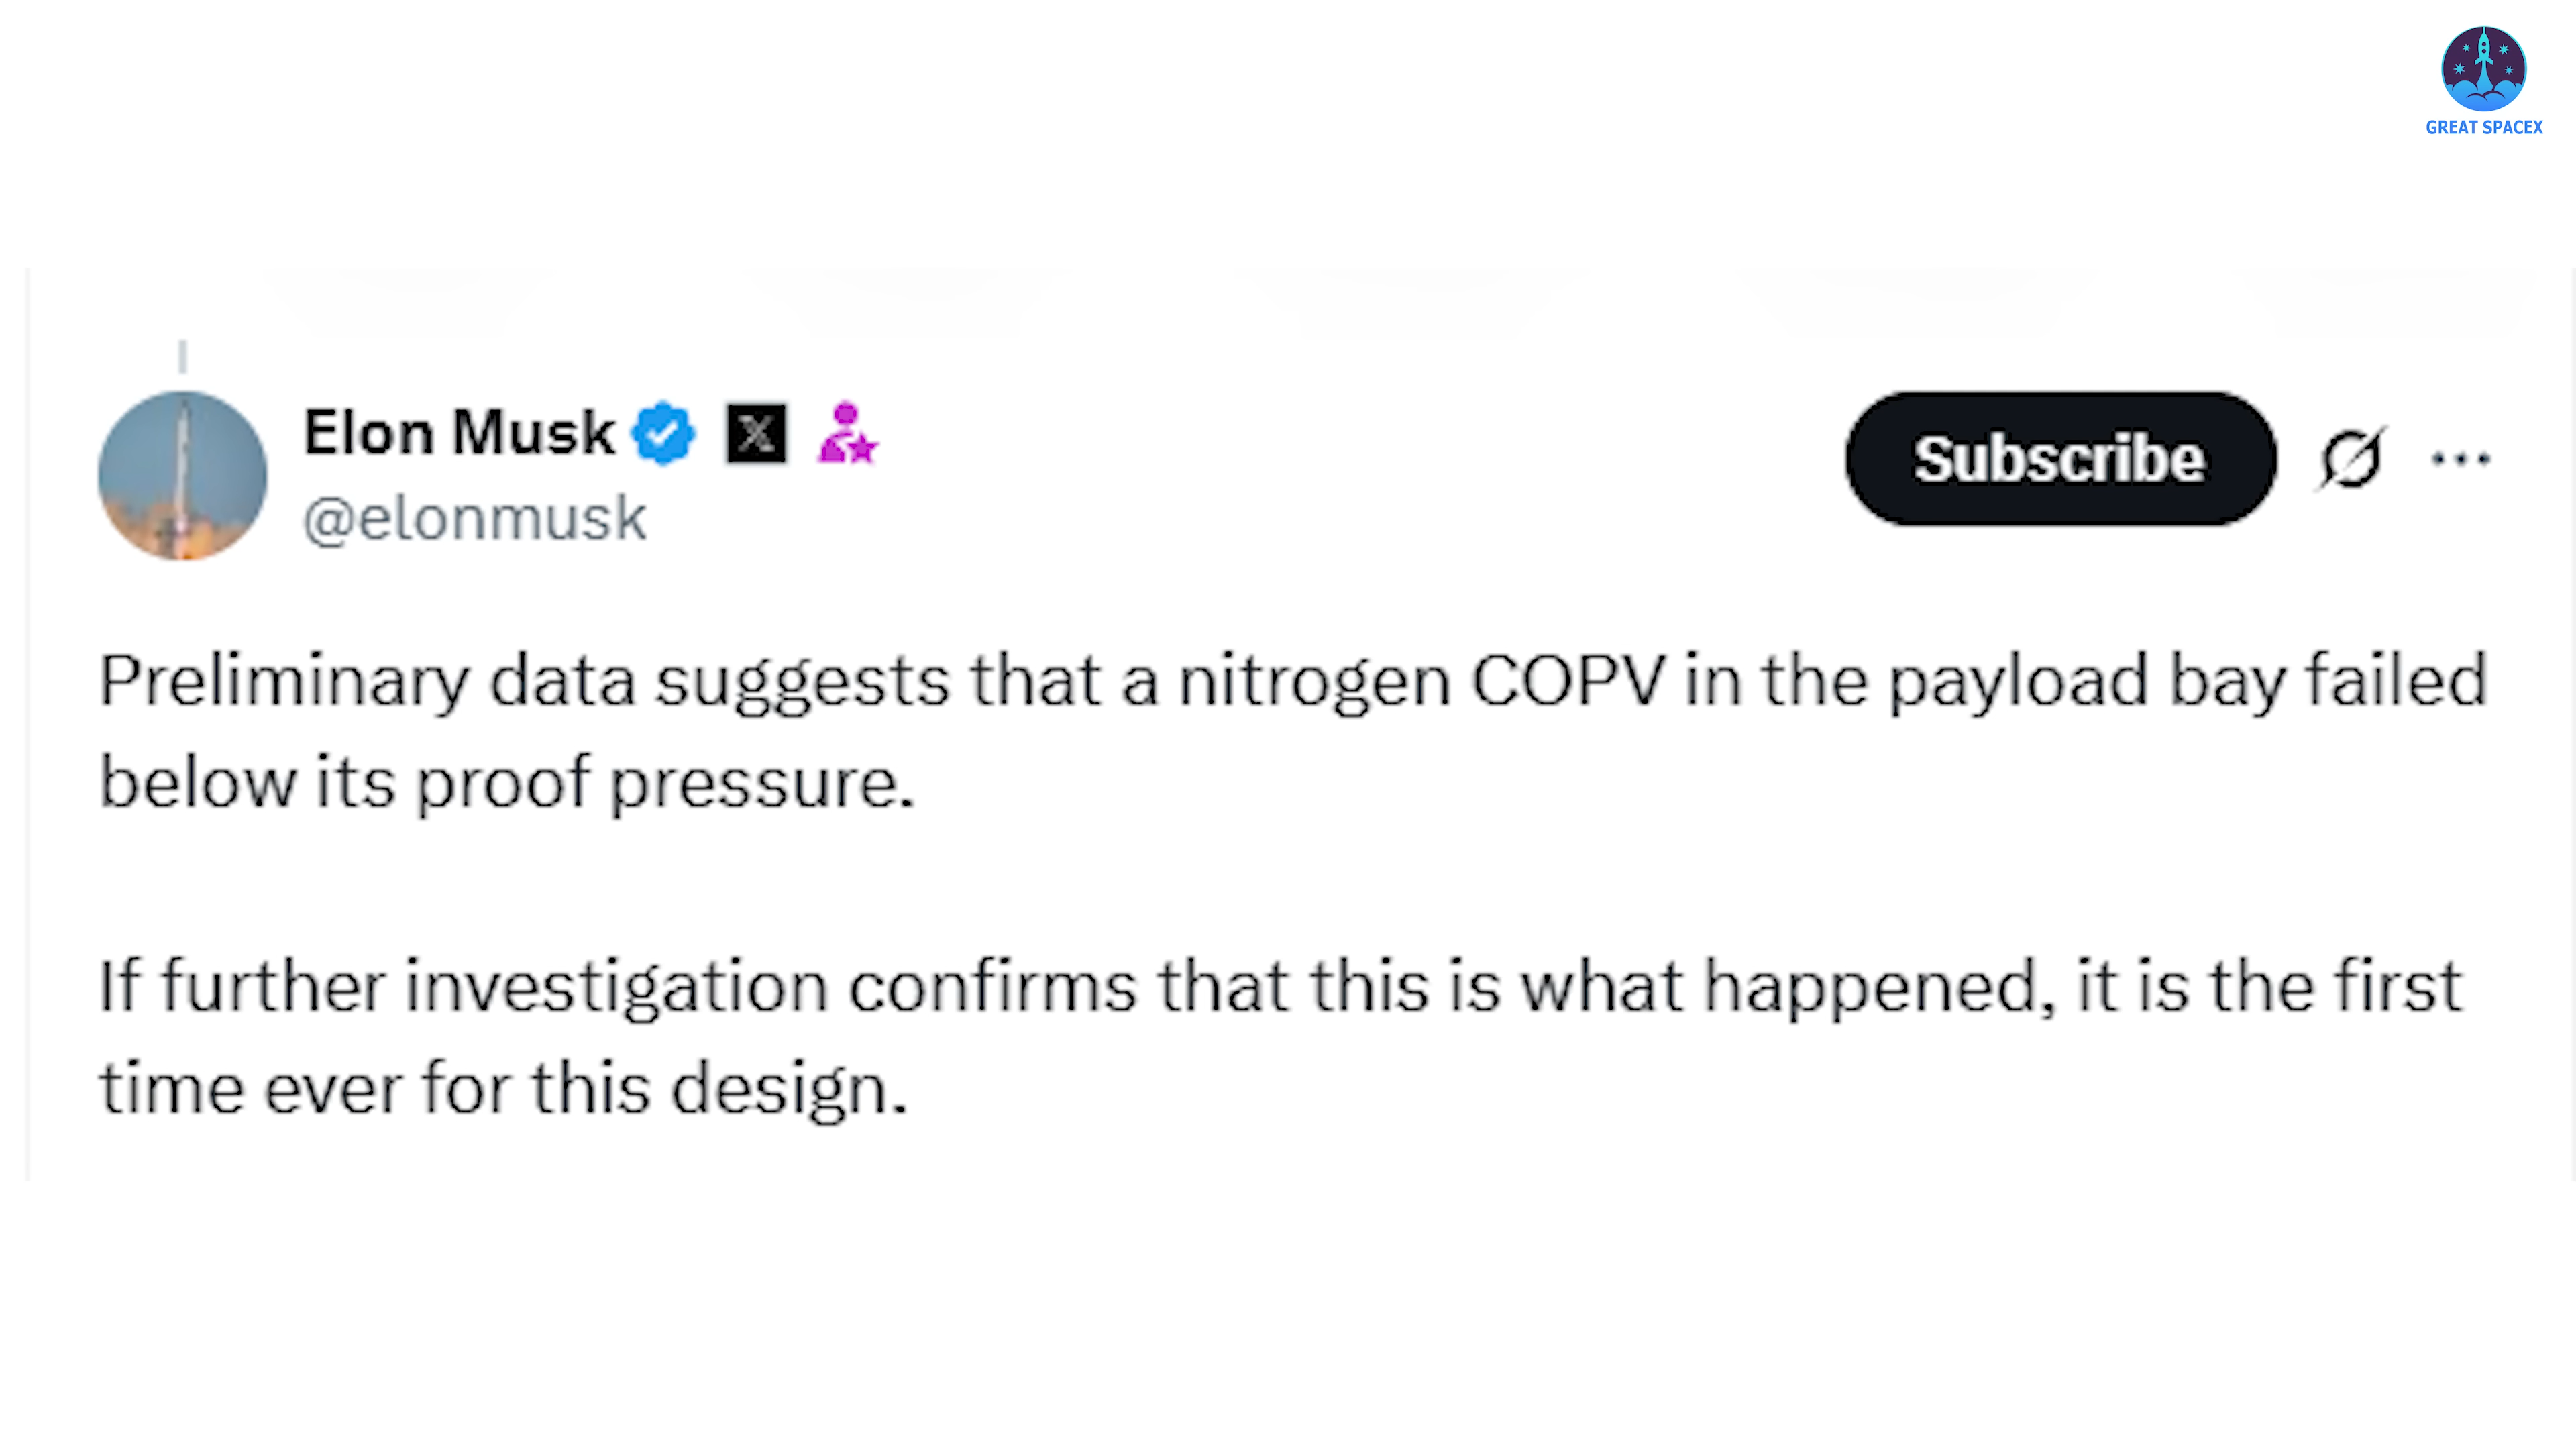 GREAT SPACEX
Elon Musk
@elonmusk
Subscribe
Preliminary data suggests that a nitrogen COPV in the payload bay failed
below its proof pressure.
If further investigation confirms that this is what happened, it is the first
time ever for this design.